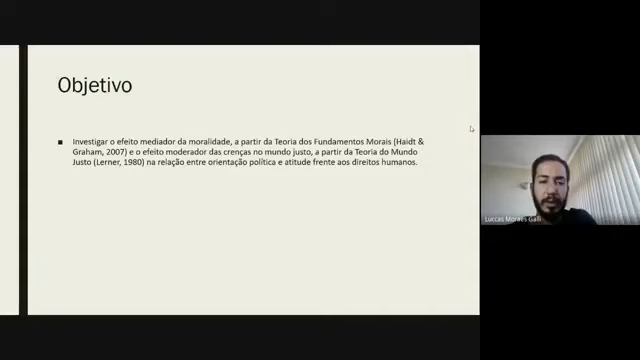 Objetivo
▪ Investigar o efeito mediador da moralidade, a partir da Teoria dos Fundamentos Morais (Haidt &
Graham, 2007) e o efeito moderador das crenças no mundo justo, a partir da Teoria do Mundo
Justo (Lerner, 1980) na relação entre orientação política e atitude frente aos direitos humanos.
Luccas Moraes Galli